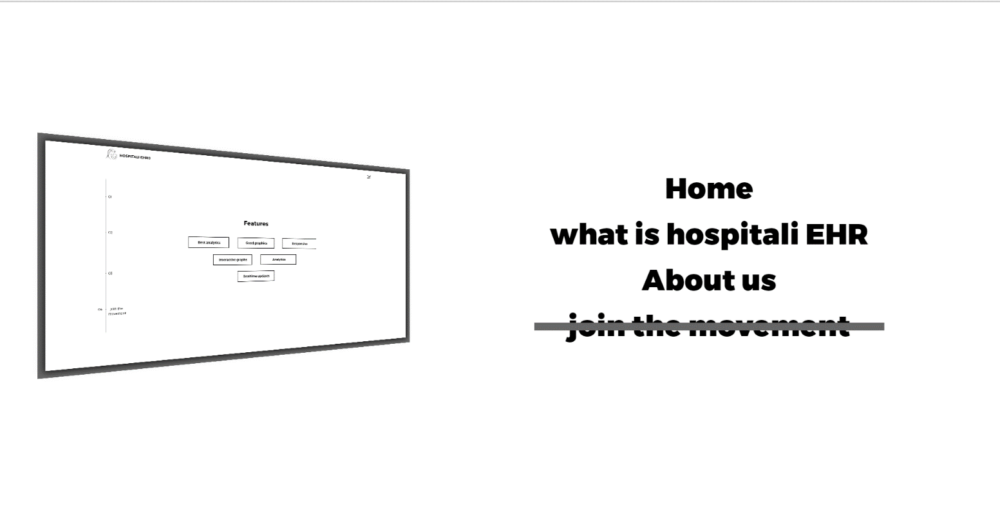 HOSPITALI EHRS
01
02
03
04
join the
movement
Features
Best analytics
Good graphics
Responsive
Interactive graphs
Analytics
Realtime updates
Home
what is hospitali EHR
About us
join the movement